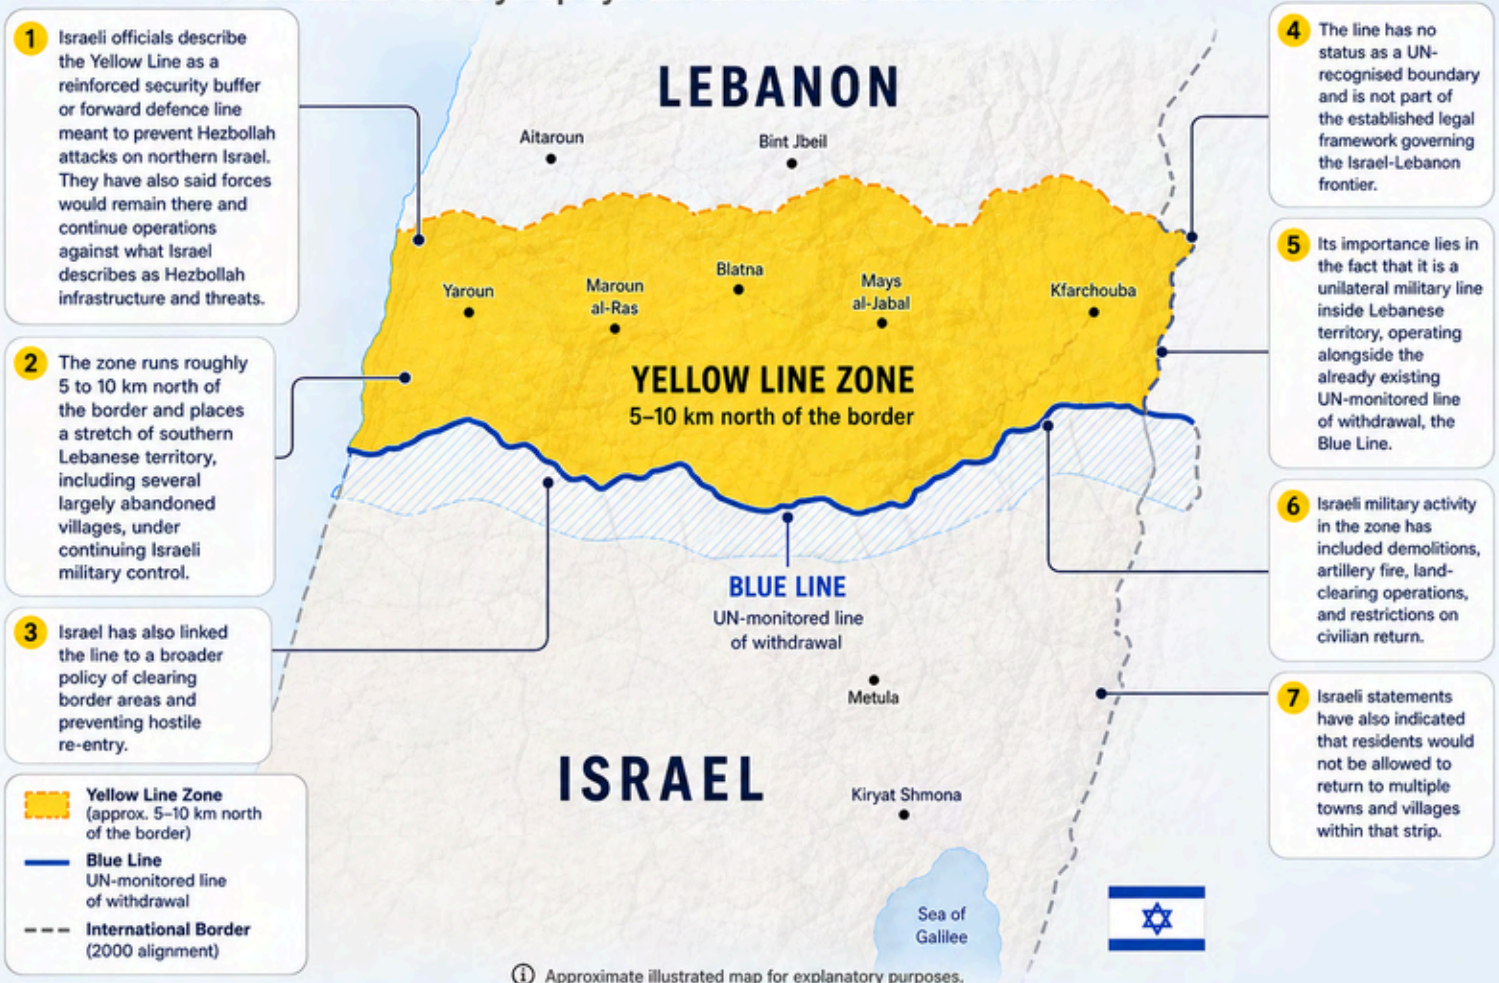 1
Israeli officials describe
the Yellow Line as a
reinforced security buffer
or forward defence line
meant to prevent Hezbollah
attacks on northern Israel.
They have also said forces
would remain there and
continue operations
against what Israel
describes as Hezbollah
infrastructure and threats.
2
The zone runs roughly
5 to 10 km north of
the border and places
a stretch of southern
Lebanese territory,
including several
largely abandoned
villages, under
continuing Israeli
military control.
3
Israel has also linked
the line to a broader
policy of clearing
border areas and
preventing hostile
re-entry.
Yellow Line Zone
(approx. 5–10 km north
of the border)
Blue Line
UN-monitored line
of withdrawal
International Border
(2000 alignment)
LEBANON
Aitaroun
Bint Jbeil
Yaroun
Maroun
al-Ras
Blatna
Mays
al-Jabal
Kfarchouba
YELLOW LINE ZONE
5–10 km north of the border
BLUE LINE
UN-monitored line
of withdrawal
Metula
ISRAEL
Kiryat Shmona
Sea of
Galilee
Approximate illustrated map for explanatory purposes.
4
The line has no
status as a UN-
recognised boundary
and is not part of
the established legal
framework governing
the Israel-Lebanon
frontier.
5
Its importance lies in
the fact that it is a
unilateral military line
inside Lebanese
territory, operating
alongside the
already existing
UN-monitored line
of withdrawal, the
Blue Line.
6
Israeli military activity
in the zone has
included demolitions,
artillery fire, land-
clearing operations,
and restrictions on
civilian return.
7
Israeli statements
have also indicated
that residents would
not be allowed to
return to multiple
towns and villages
within that strip.